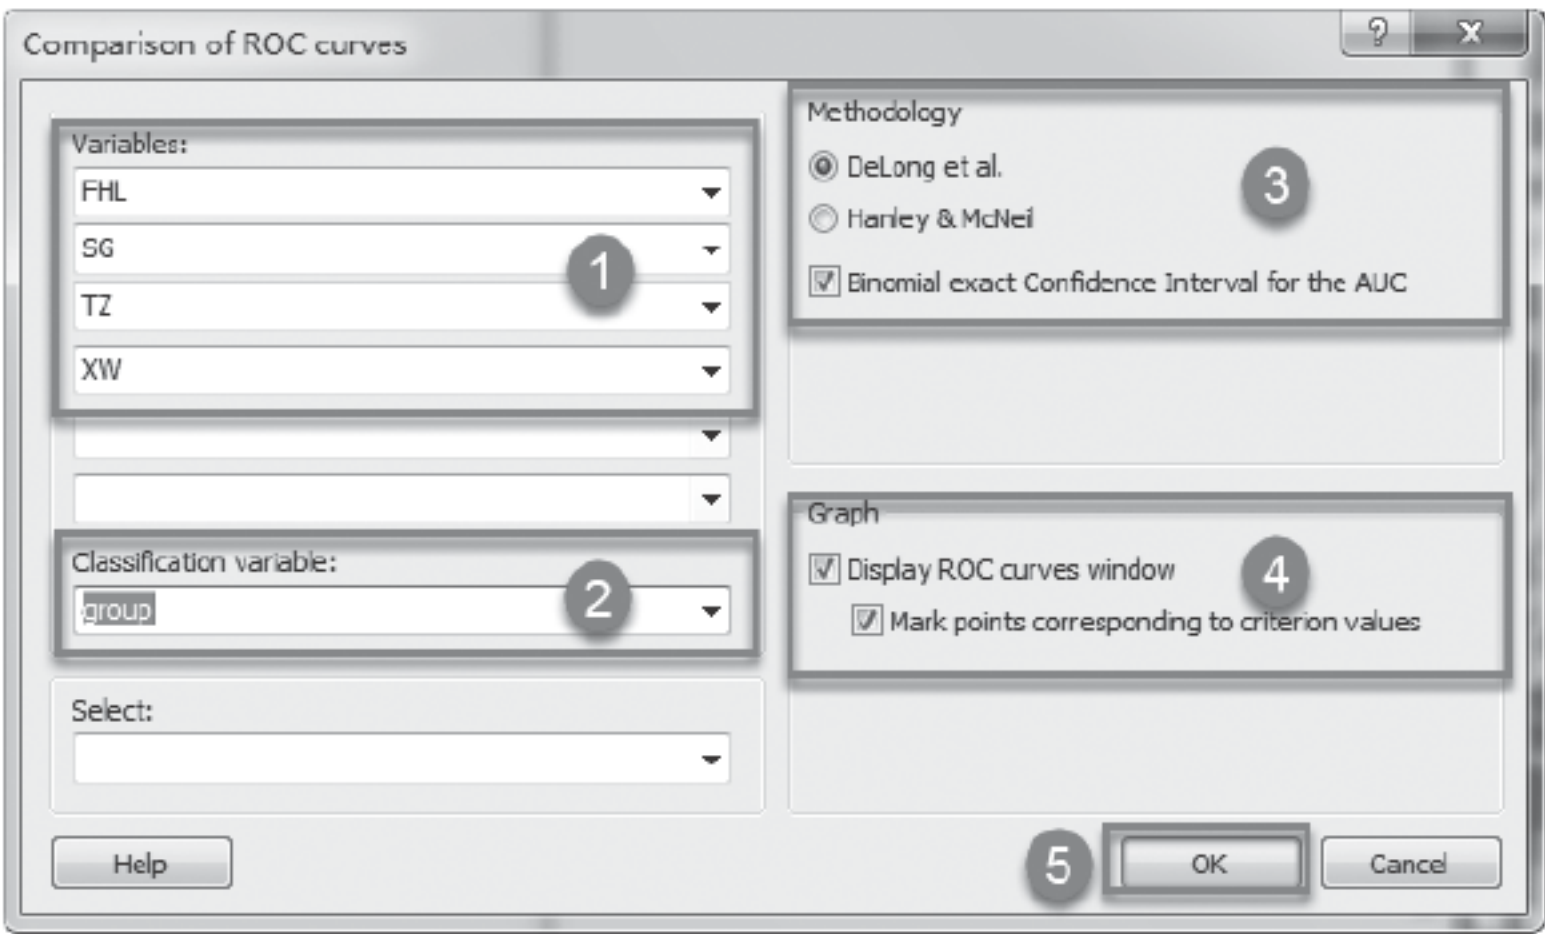 Comparison of ROC curves
?
X
Variables:
FHL
SG
TZ
XW
1
Classification variable:
group
2
Select:
Help
Methodology
DeLong et al.
Hanley & McNeil
Binomial exact Confidence Interval for the AUC
3
Graph
Display ROC curves window
Mark points corresponding to criterion values
4
5
OK
Cancel